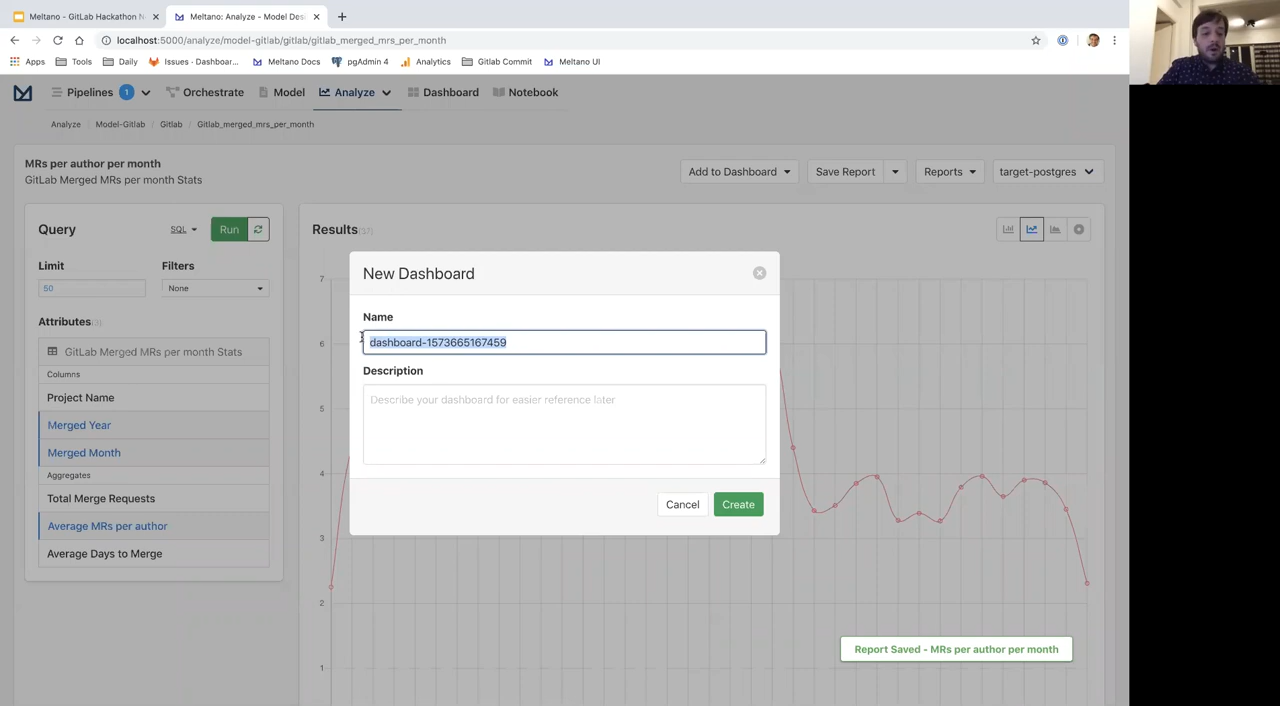 Meltano - GitLab Hackathon N
Meltano: Analyze - Model Des
localhost:5000/analyze/model-gitlab/gitlab/gitlab_merged_mrs_per_month
Apps Tools Daily Issues · Dashboar... Meltano Docs pgAdmin 4 Analytics Gitlab Commit Meltano UI
Pipelines 1 Orchestrate Model Analyze Dashboard Notebook
Analyze Model-Gitlab Gitlab Gitlab_merged_mrs_per_month
MRs per author per month
GitLab Merged MRs per month Stats
Add to Dashboard Save Report Reports target-postgres
Query SQL Run
Limit Filters
50 None
Attributes
GitLab Merged MRs per month Stats
Columns
Project Name
Merged Year
Merged Month
Aggregates
Total Merge Requests
Average MRs per author
Average Days to Merge
Results
7
6
5
4
3
2
1
New Dashboard
Name
dashboard-1573665167459
Description
Describe your dashboard for easier reference later
Cancel Create
Report Saved - MRs per author per month